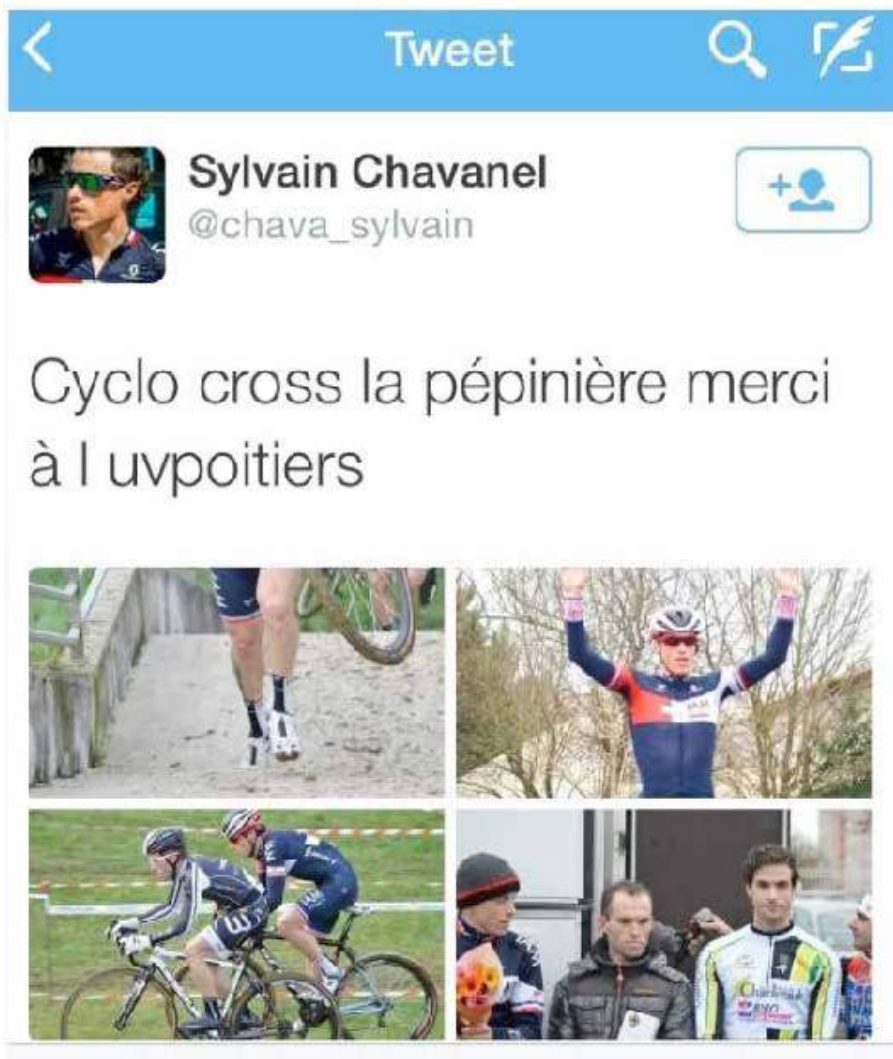 Tweet
Sylvain Chavanel
@chava_sylvain
Cyclo cross la pépinière merci
à l uvpoitiers